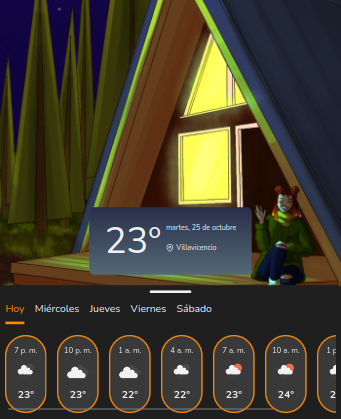 23°
martes, 25 de octubre
Villavicencio
Hoy Miércoles Jueves Viernes Sábado
7 p. m. 10 p. m. 1 a. m. 4 a. m. 7 a. m. 10 a. m. 1 p
23° 23° 22° 22° 23° 24° 2